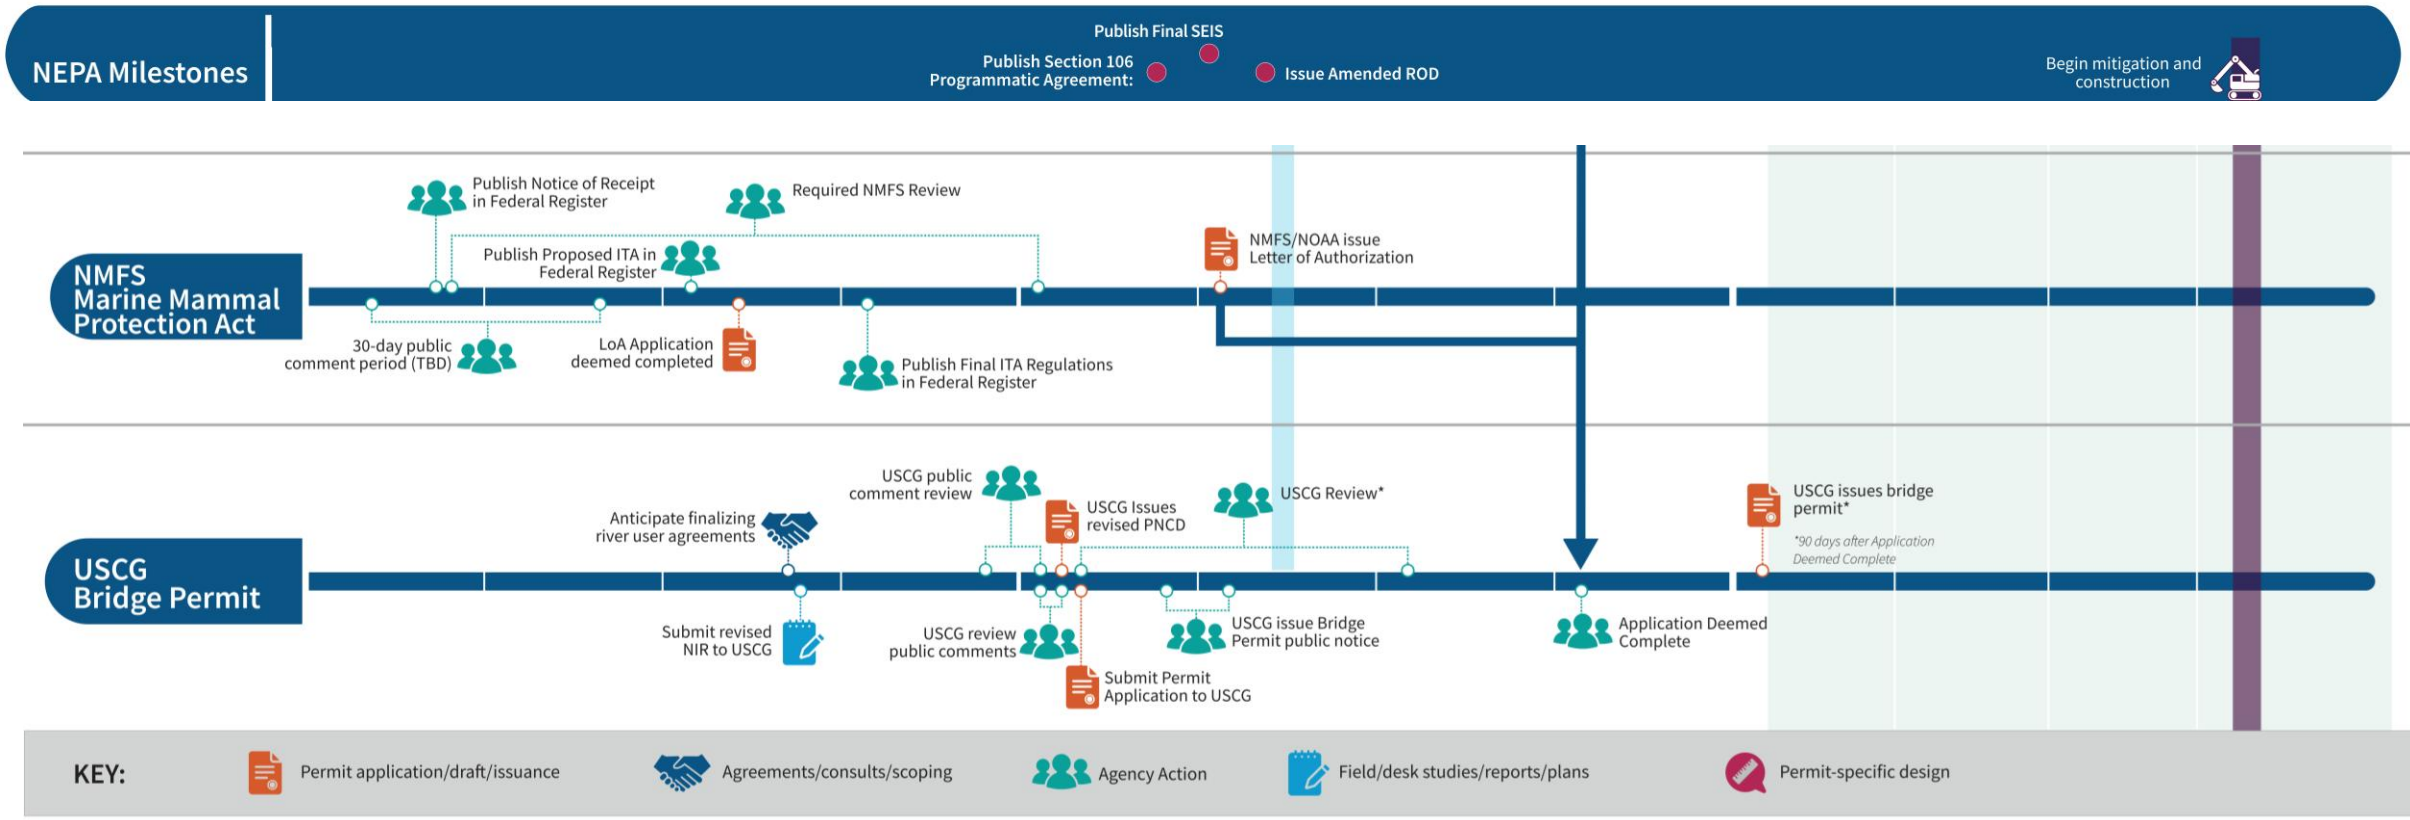 Publish Final SEIS
NEPA Milestones
Publish Section 106
Programmatic Agreement:
Issue Amended ROD
Begin mitigation and
construction
Publish Notice of Receipt
in Federal Register
Required NMFS Review
Publish Proposed ITA in
Federal Register
NMFS/NOAA issue
Letter of Authorization
NMFS
Marine Mammal
Protection Act
30-day public
comment period (TBD)
LoA Application
deemed completed
Publish Final ITA Regulations
in Federal Register
USCG public
comment review
USCG Issues
revised PNCD
USCG Review*
USCG issues bridge
permit*
*90 days after Application
Deemed Complete
Anticipate finalizing
river user agreements
USCG
Bridge Permit
Submit revised
NIR to USCG
USCG review
public comments
USCG issue Bridge
Permit public notice
Application Deemed
Complete
Submit Permit
Application to USCG
KEY:
Permit application/draft/issuance
Agreements/consults/scoping
Agency Action
Field/desk studies/reports/plans
Permit-specific design